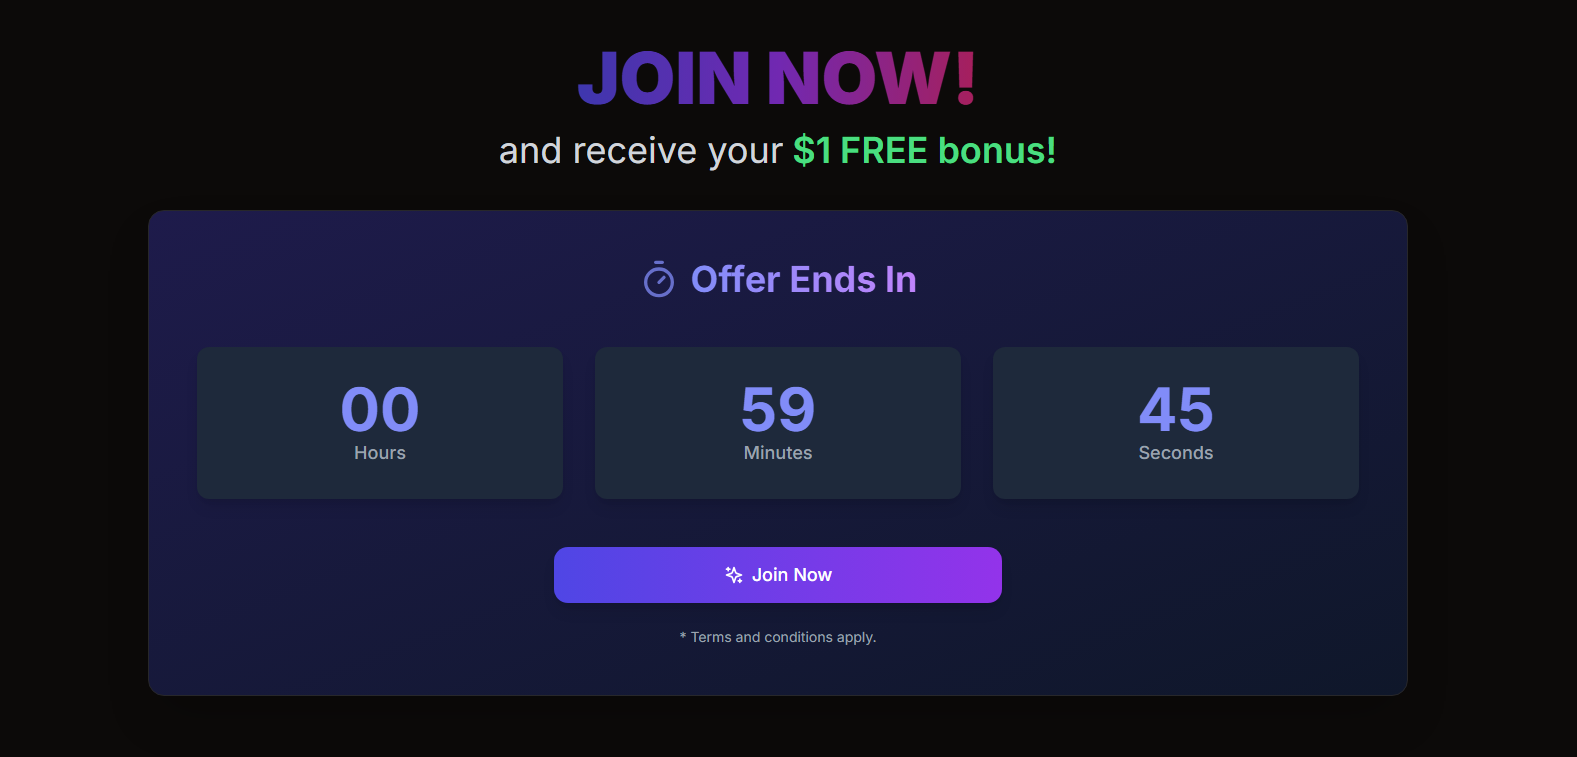 JOIN NOW!
and receive your $1 FREE bonus!
Offer Ends In
00
Hours
59
Minutes
45
Seconds
Join Now
* Terms and conditions apply.